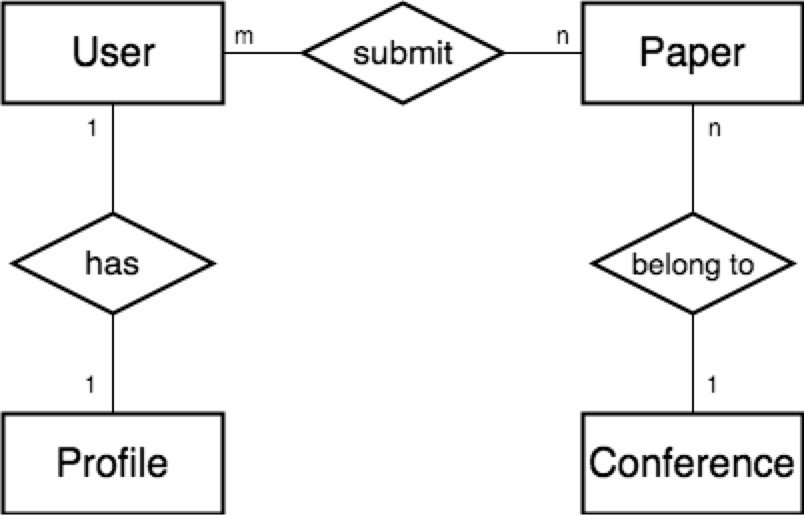 User
m
submit
n
Paper
1
n
has
belong to
1
1
Profile
Conference